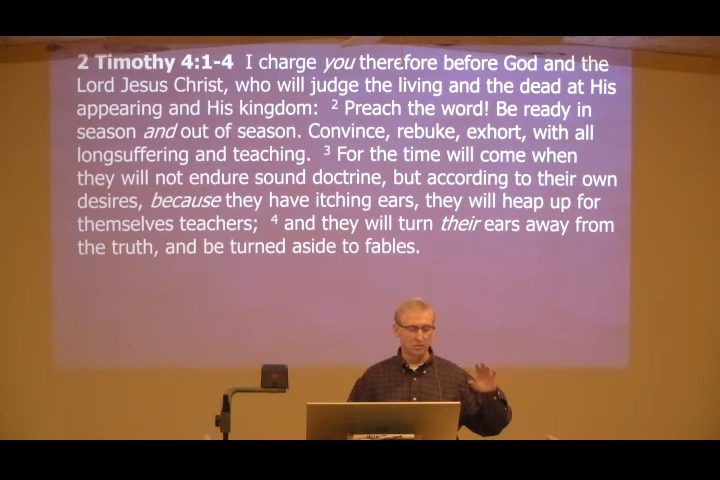 2 Timothy 4:1-4 I charge you therefore before God and the
Lord Jesus Christ, who will judge the living and the dead at His
appearing and His kingdom: 2 Preach the word! Be ready in
season and out of season. Convince, rebuke, exhort, with all
longsuffering and teaching. 3 For the time will come when
they will not endure sound doctrine, but according to their own
desires, because they have itching ears, they will heap up for
themselves teachers; 4 and they will turn their ears away from
the truth, and be turned aside to fables.